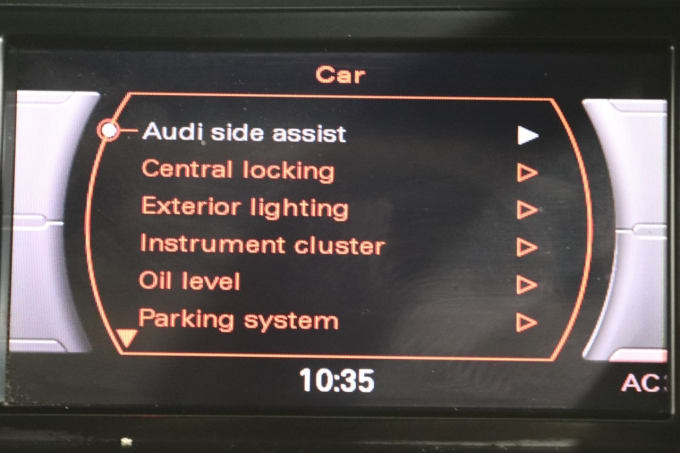 Car
Audi side assist
Central locking
Exterior lighting
Instrument cluster
Oil level
Parking system
10:35
AC